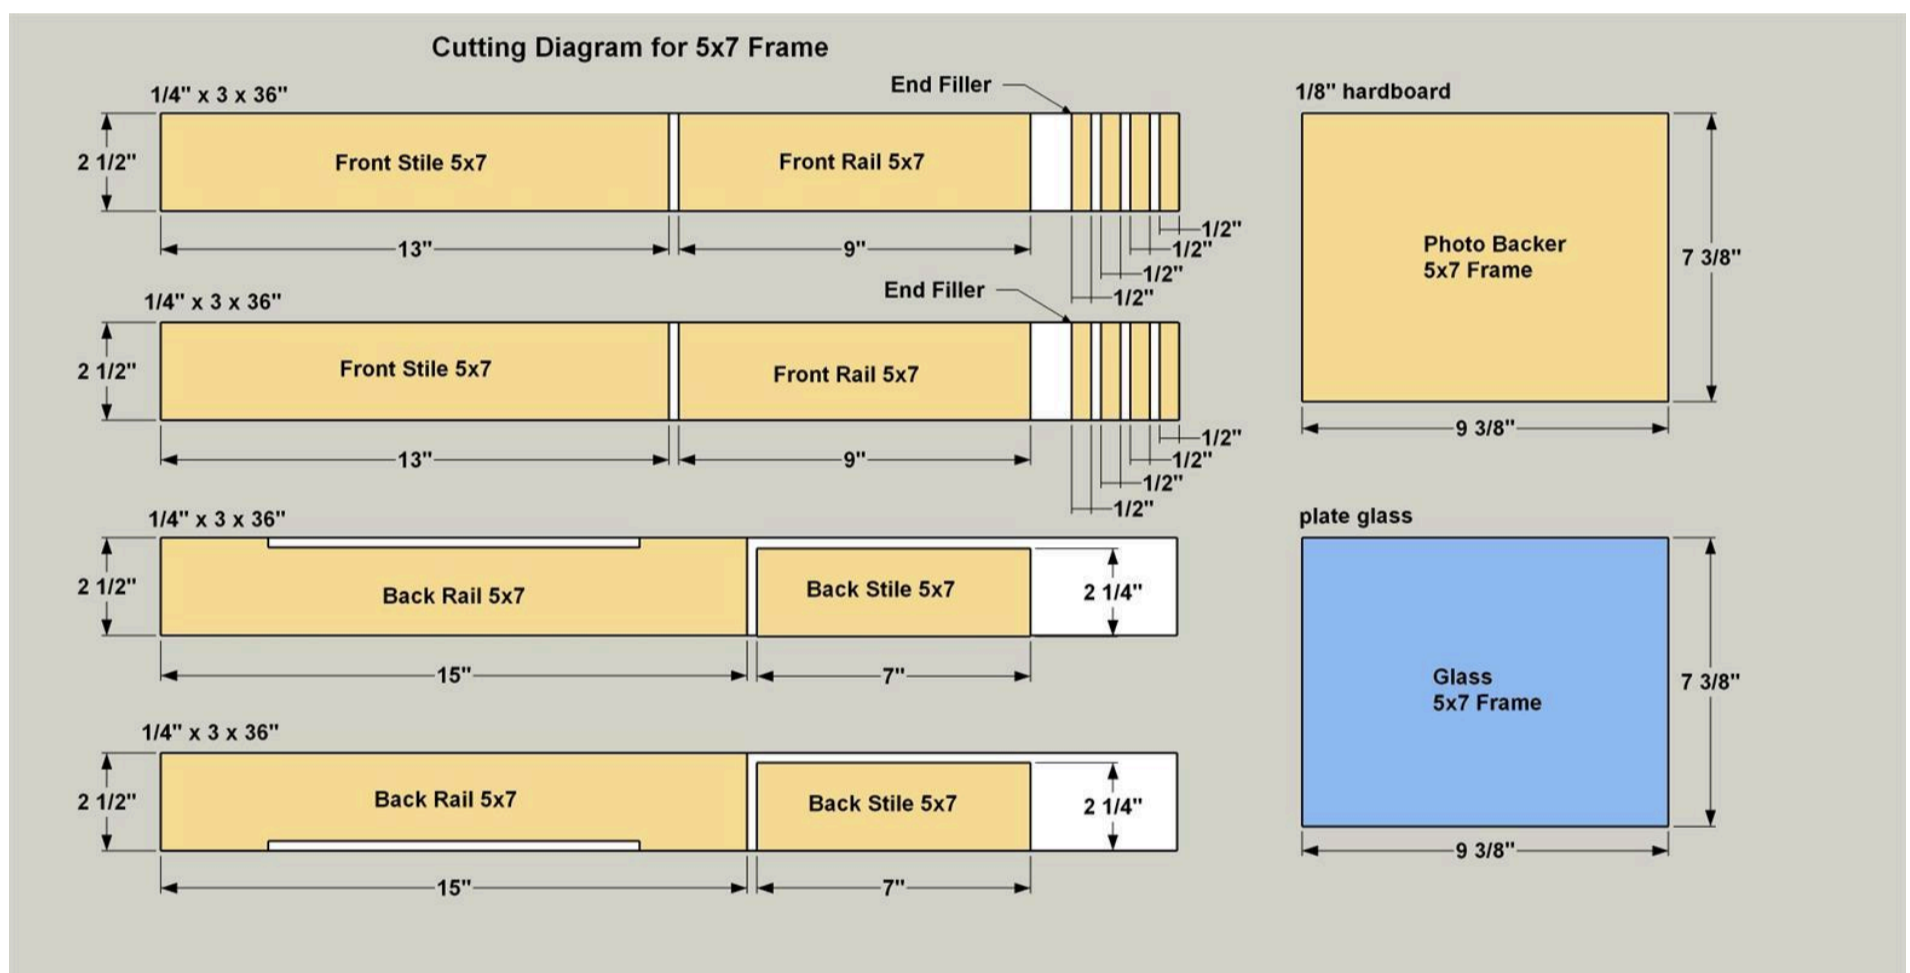 Cutting Diagram for 5x7 Frame
1/4" x 3 x 36"
End Filler
2 1/2"
Front Stile 5x7
Front Rail 5x7
13"
9"
1/2"
1/2"
1/2"
1/2"
1/4" x 3 x 36"
End Filler
2 1/2"
Front Stile 5x7
Front Rail 5x7
13"
9"
1/2"
1/2"
1/2"
1/2"
1/4" x 3 x 36"
2 1/2"
Back Rail 5x7
Back Stile 5x7
2 1/4"
15"
7"
1/4" x 3 x 36"
2 1/2"
Back Rail 5x7
Back Stile 5x7
2 1/4"
15"
7"
1/8" hardboard
Photo Backer
5x7 Frame
7 3/8"
9 3/8"
plate glass
Glass
5x7 Frame
7 3/8"
9 3/8"